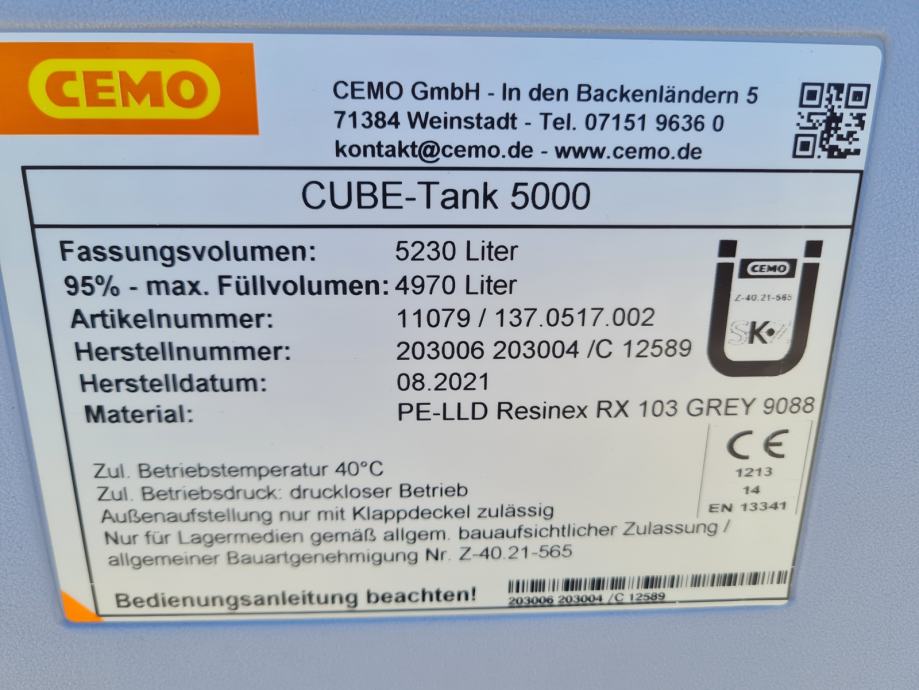 CEMO
CEMO GmbH - In den Backenländern 5
71384 Weinstadt - Tel. 07151 9636 0
kontakt@cemo.de - www.cemo.de
CUBE-Tank 5000
Fassungsvolumen: 5230 Liter
95% - max. Füllvolumen: 4970 Liter
Artikelnummer: 11079 / 137.0517.002
Herstellnummer: 203006 203004 /C 12589
Herstelldatum: 08.2021
Material: PE-LLD Resinex RX 103 GREY 9088
CEMO
Z-40.21-565
K
CE
1213
14
EN 13341
Zul. Betriebstemperatur 40°C
Zul. Betriebsdruck: druckloser Betrieb
Außenaufstellung nur mit Klappdeckel zulässig
Nur für Lagermedien gemäß allgem. bauaufsichtlicher Zulassung /
allgemeiner Bauartgenehmigung Nr. Z-40.21-565
Bedienungsanleitung beachten!
203006 203004 /C 12589